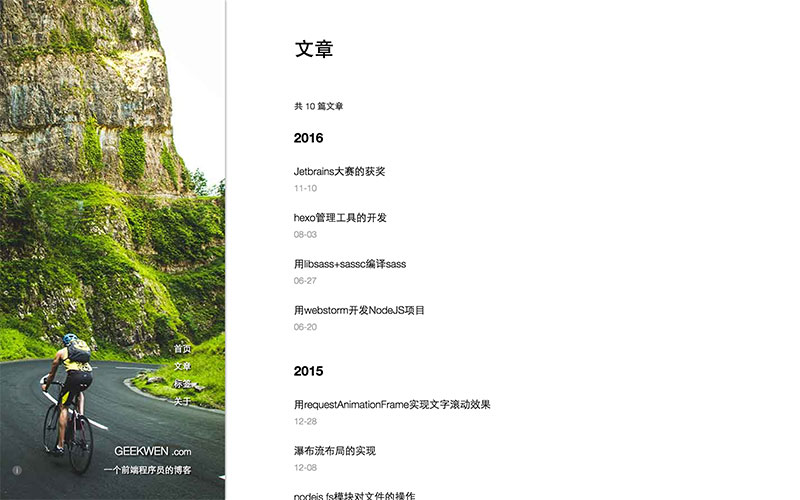 首页
文章
标签
关于
GEEKWEN .com
一个前端程序员的博客
文章
共 10 篇文章
2016
Jetbrains大赛的获奖
11-10
hexo管理工具的开发
08-03
用libsass+sassc编译sass
06-27
用webstorm开发NodeJS项目
06-20
2015
用requestAnimationFrame实现文字滚动效果
12-28
瀑布流布局的实现
12-08
nodejs fs模块对文件的操作